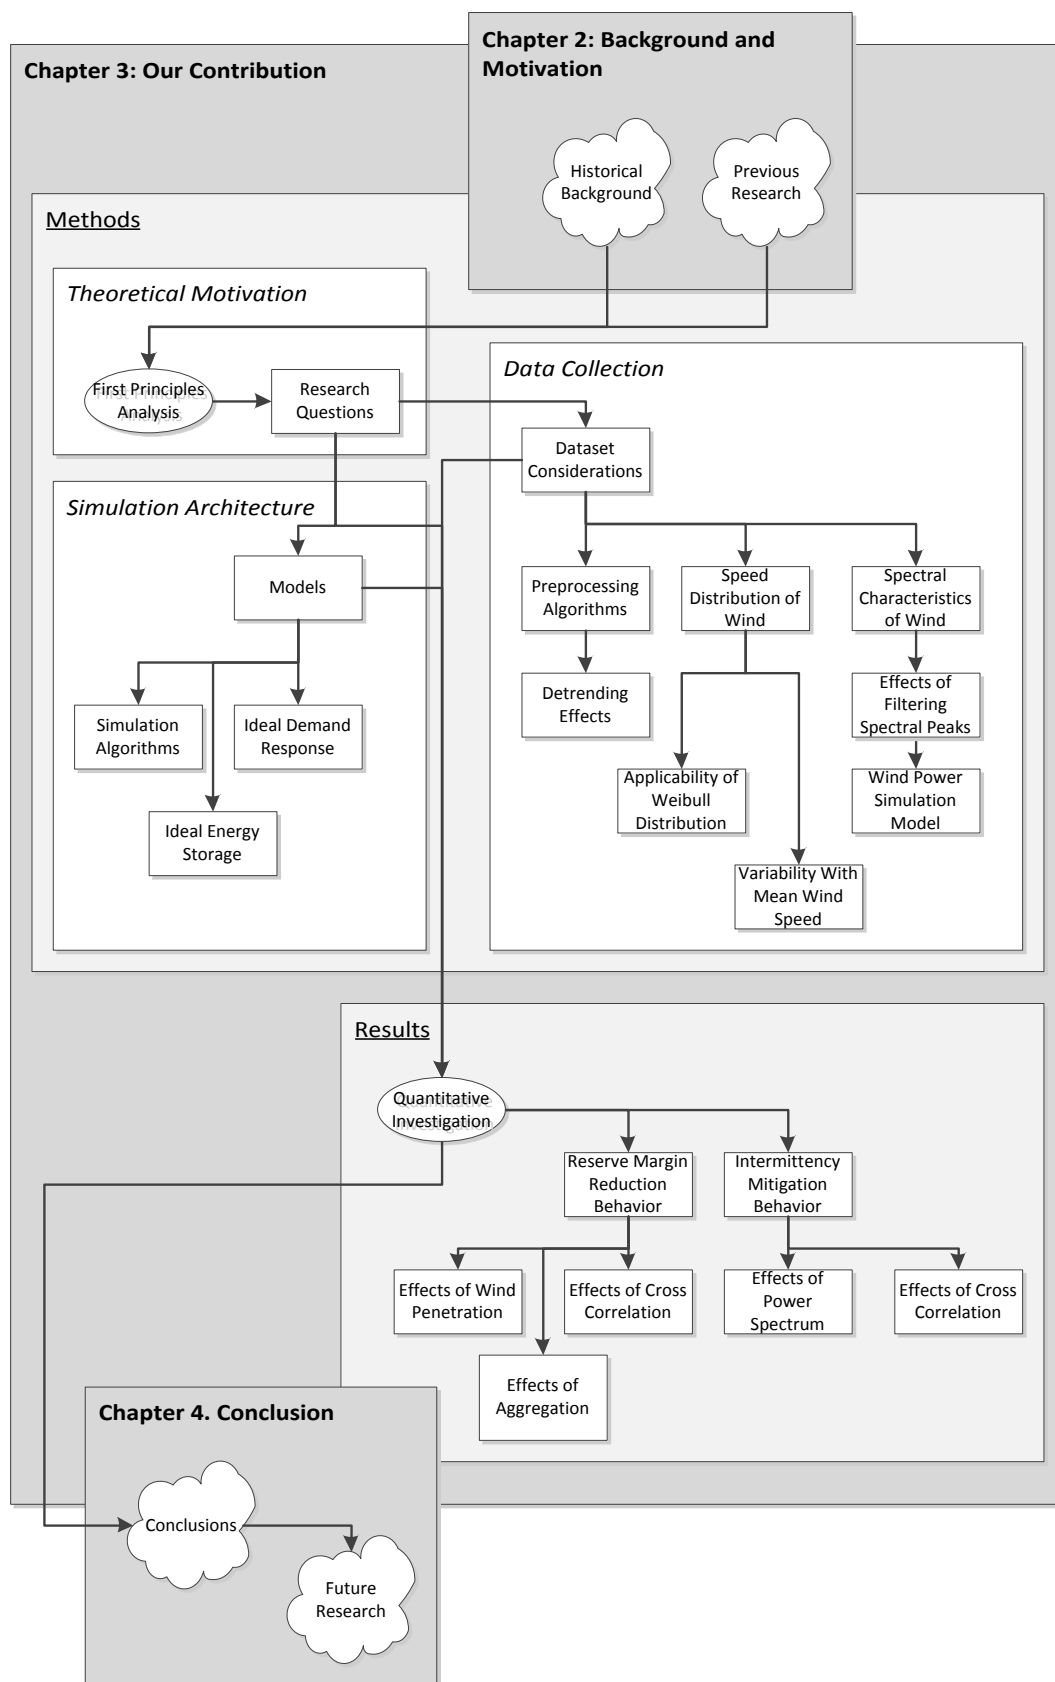 Chapter 2: Background and
Motivation
Chapter 3: Our Contribution
Historical
Background
Previous
Research
Methods
Theoretical Motivation
First Principles
Analysis
Research
Questions
Data Collection
Dataset
Considerations
Simulation Architecture
Models
Simulation
Algorithms
Ideal Demand
Response
Ideal Energy
Storage
Preprocessing
Algorithms
Speed
Distribution of
Wind
Spectral
Characteristics
of Wind
Detrending
Effects
Effects of
Filtering
Spectral Peaks
Applicability of
Weibull
Distribution
Wind Power
Simulation
Model
Variability With
Mean Wind
Speed
Results
Quantitative
Investigation
Reserve Margin
Reduction
Behavior
Intermittency
Mitigation
Behavior
Effects of Wind
Penetration
Effects of Cross
Correlation
Effects of
Power
Spectrum
Effects of Cross
Correlation
Effects of
Aggregation
Chapter 4. Conclusion
Conclusions
Future
Research